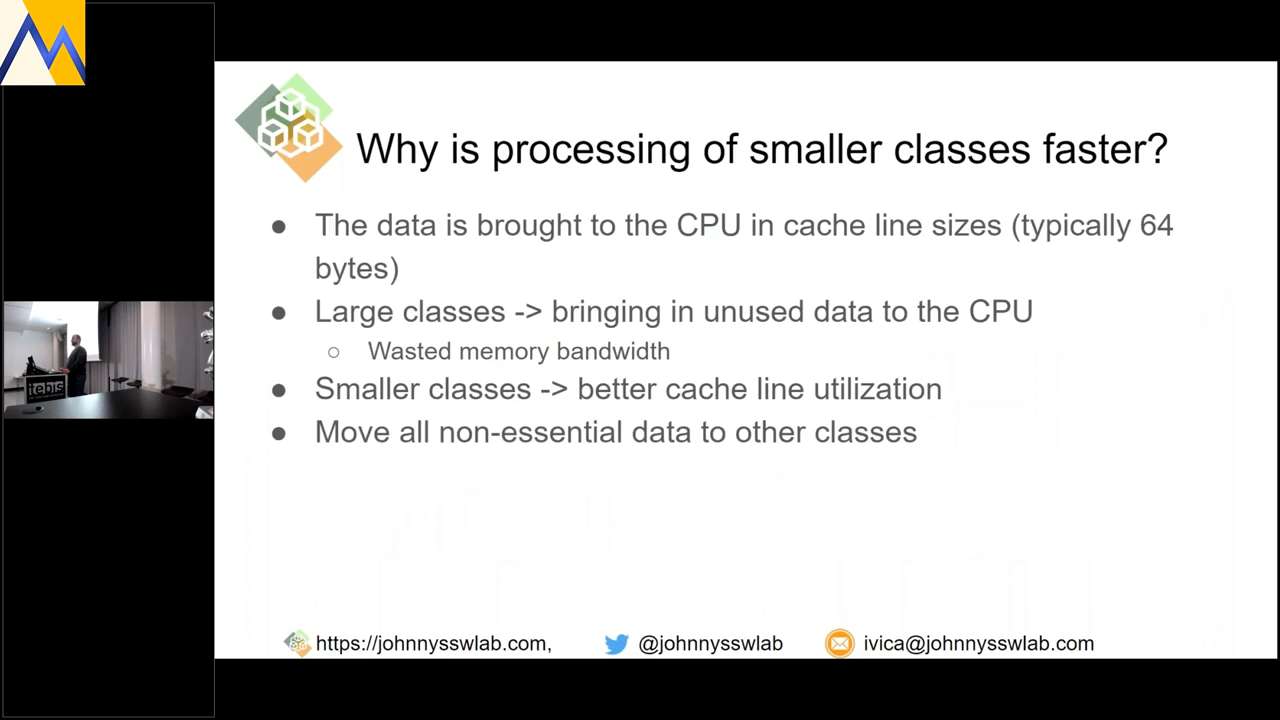 Why is processing of smaller classes faster?
● The data is brought to the CPU in cache line sizes (typically 64
bytes)
● Large classes -> bringing in unused data to the CPU
○ Wasted memory bandwidth
● Smaller classes -> better cache line utilization
● Move all non-essential data to other classes
https://johnnysswlab.com, @johnnysswlab ivica@johnnysswlab.com